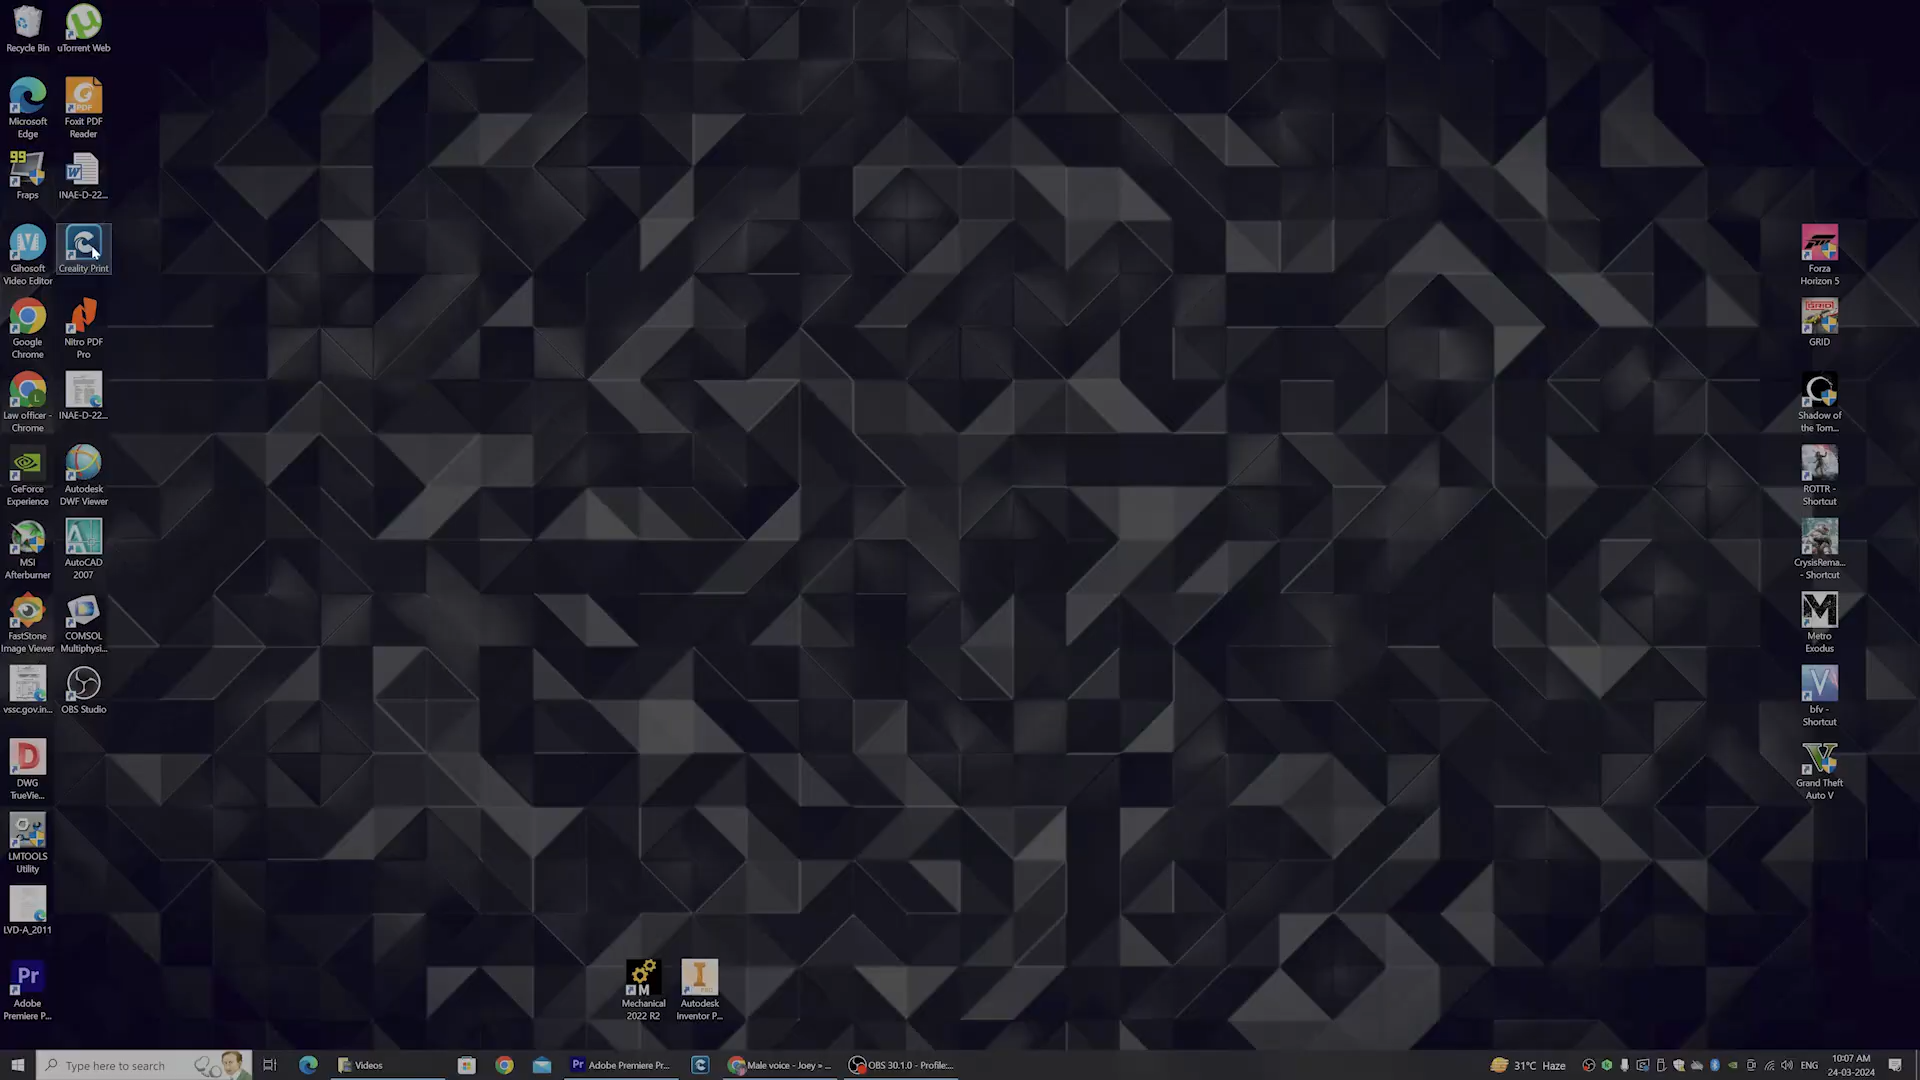 Recycle Bin
uTorrent Web
Microsoft
Edge
Foxit PDF
Reader
99
Fraps
INAE-D-22...
Gihosoft
Video Editor
Creality Print
Google
Chrome
Nitro PDF
Pro
Law officer -
Chrome
INAE-D-22...
GeForce
Experience
Autodesk
DWF Viewer
MSI
Afterburner
AutoCAD
2007
FastStone
Image Viewer
COMSOL
Multiphysi...
vssc.gov.in...
OBS Studio
DWG
TrueVie...
LMTOOLS
Utility
LVD-A_2011
Pr
Adobe
Premiere P...
Mechanical
2022 R2
Autodesk
Inventor P...
Forza
Horizon 5
GRID
GRID
Shadow of
the Tom...
ROTTR -
Shortcut
CrysisRema...
- Shortcut
Metro
Exodus
bfv -
Shortcut
Grand Theft
Auto V
Type here to search
Videos
Pr Adobe Premiere Pr...
Male voice - Joey » ...
OBS 30.1.0 - Profile:...
31°C Haze
ENG
10:07 AM
24-03-2024